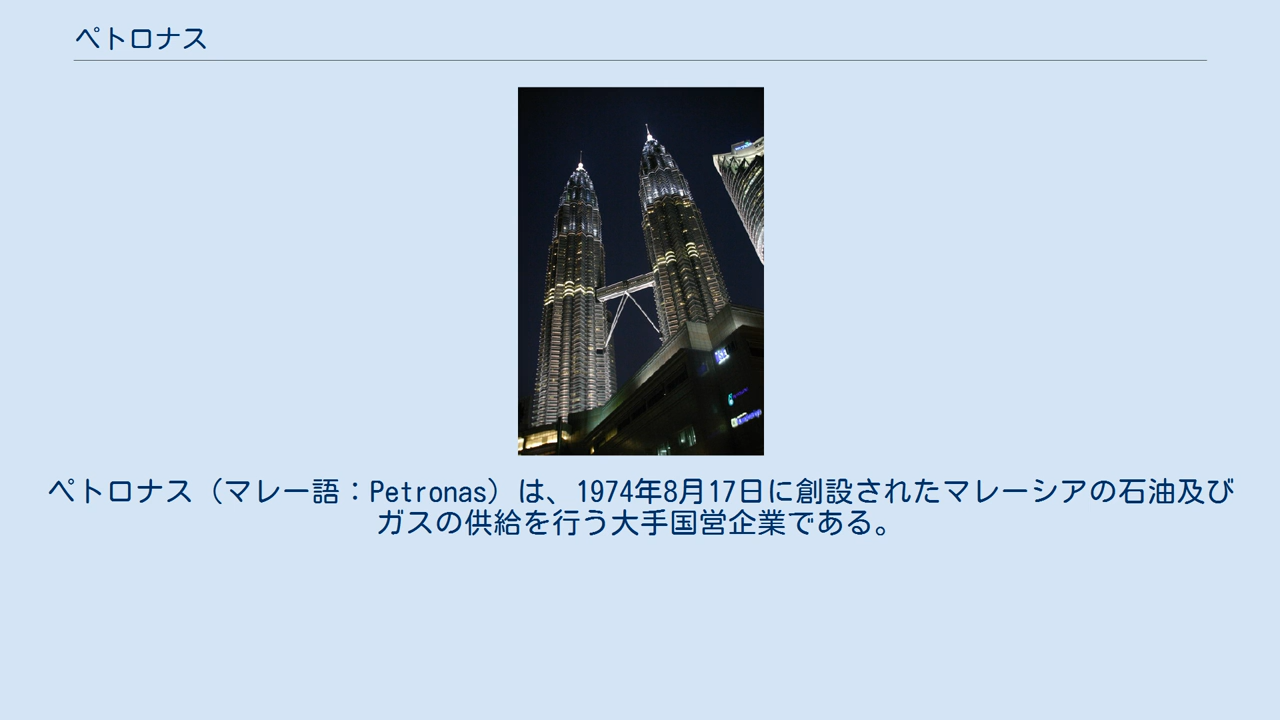 ペトロナス
ペトロナス（マレー語：Petronas）は、1974年8月17日に創設されたマレーシアの石油及び
ガスの供給を行う大手国営企業である。